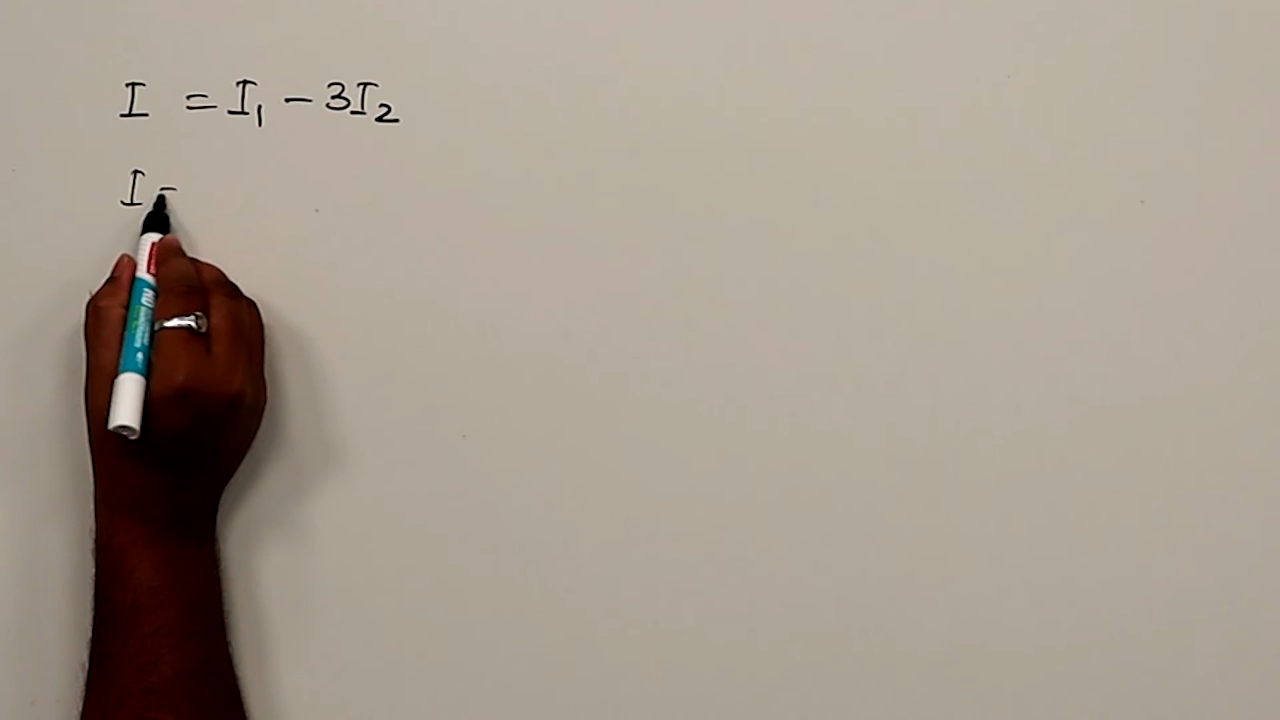 I = I₁ - 3I₂
I =